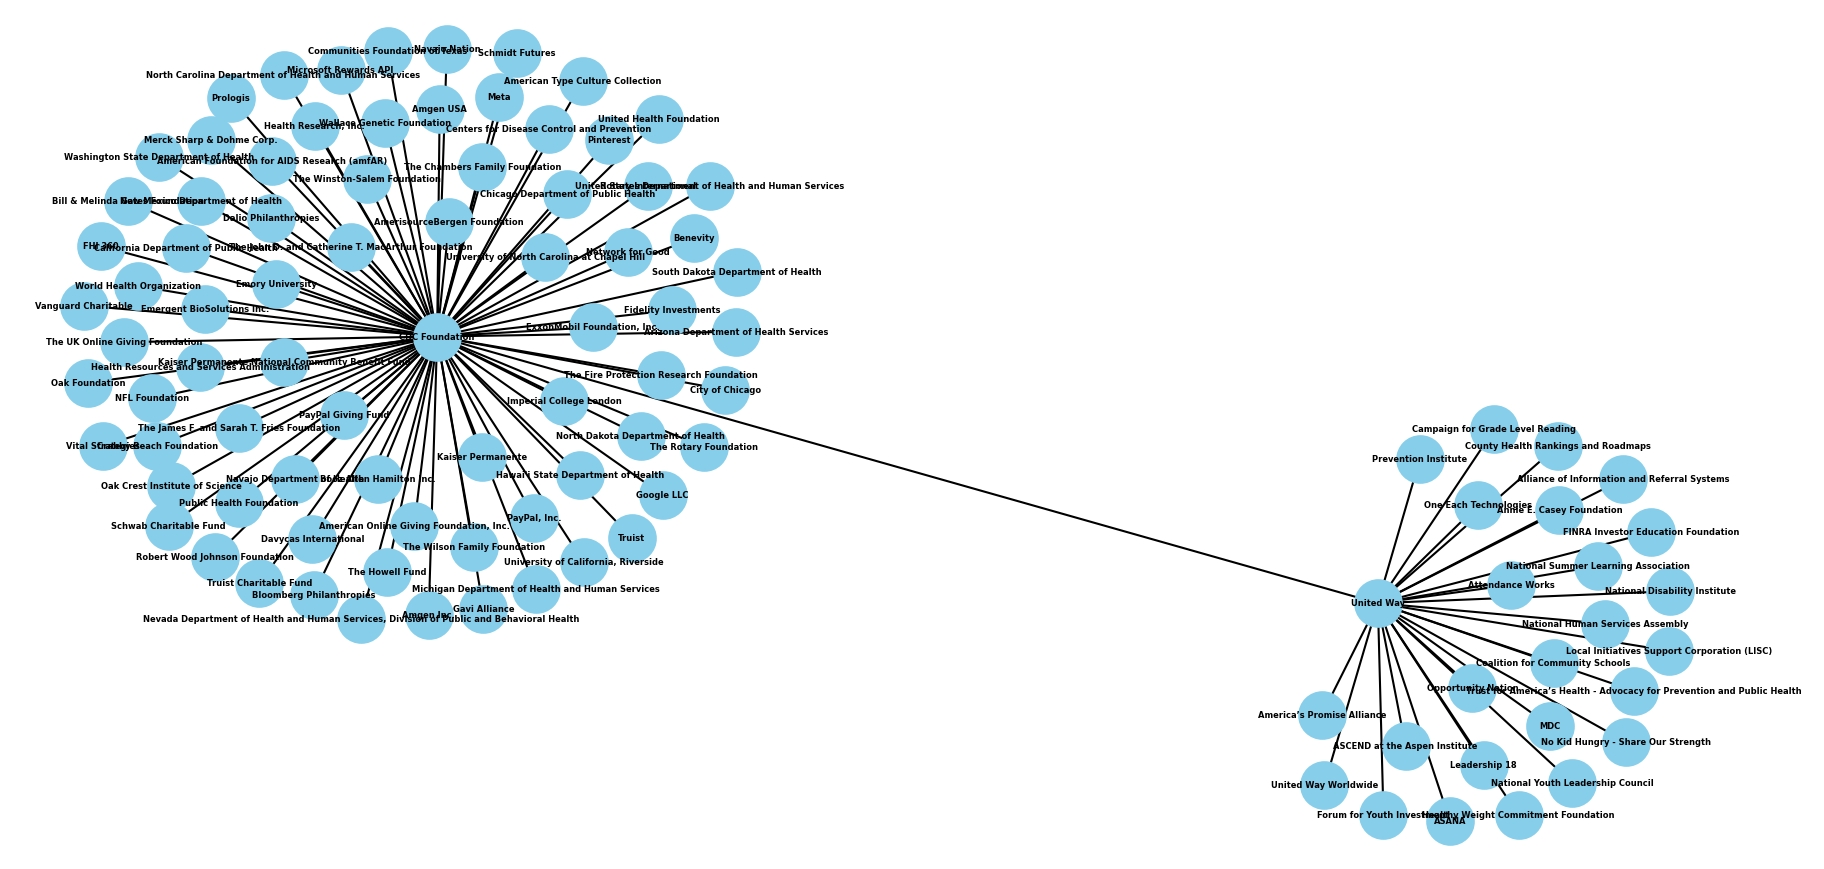 Communities Foundation of Texas
Navajo Nation
Schmidt Futures
North Carolina Department of Health and Human Services
Microsoft Rewards API
American Type Culture Collection
Prologis
Meta
Amgen USA
Health Research, Inc.
Wallace Genetic Foundation
Centers for Disease Control and Prevention
United Health Foundation
Merck Sharp & Dohme Corp.
Pinterest
Washington State Department of Health
American Foundation for AIDS Research (amfAR)
The Chambers Family Foundation
The Winston-Salem Foundation
Chicago Department of Public Health
United States Department of Health and Human Services
Rotary International
Bill & Melinda Gates Foundation
New Mexico Department of Health
Dalio Philanthropies
AmerisourceBergen Foundation
Benevity
FHI 360
California Department of Public Health
The John D. and Catherine T. MacArthur Foundation
University of North Carolina at Chapel Hill
Network for Good
South Dakota Department of Health
World Health Organization
Emory University
Vanguard Charitable
Emergent BioSolutions Inc.
Fidelity Investments
ExxonMobil Foundation, Inc.
Arizona Department of Health Services
CDC Foundation
The UK Online Giving Foundation
Kaiser Permanente National Community Benefit Fund
Health Resources and Services Administration
Oak Foundation
The Fire Protection Research Foundation
City of Chicago
NFL Foundation
Imperial College London
PayPal Giving Fund
The James F. and Sarah T. Fries Foundation
North Dakota Department of Health
The Rotary Foundation
Vital Strategies
Crabby Beach Foundation
Kaiser Permanente
Hawai'i State Department of Health
Oak Crest Institute of Science
Navajo Department of Health
Booz Allen Hamilton Inc.
Google LLC
Public Health Foundation
Schwab Charitable Fund
American Online Giving Foundation, Inc.
PayPal, Inc.
Davycas International
The Wilson Family Foundation
Truist
Robert Wood Johnson Foundation
University of California, Riverside
The Howell Fund
Truist Charitable Fund
Bloomberg Philanthropies
Michigan Department of Health and Human Services
Gavi Alliance
Amgen Inc.
Nevada Department of Health and Human Services, Division of Public and Behavioral Health
Campaign for Grade Level Reading
County Health Rankings and Roadmaps
Prevention Institute
Alliance of Information and Referral Systems
One Each Technologies
Annie E. Casey Foundation
FINRA Investor Education Foundation
National Summer Learning Association
Attendance Works
National Disability Institute
United Way
National Human Services Assembly
Local Initiatives Support Corporation (LISC)
Coalition for Community Schools
Opportunity Nation
Trust for America's Health - Advocacy for Prevention and Public Health
America's Promise Alliance
MDC
No Kid Hungry - Share Our Strength
ASCEND at the Aspen Institute
Leadership 18
United Way Worldwide
National Youth Leadership Council
Forum for Youth Investment
Healthy Weight Commitment Foundation
ASANA